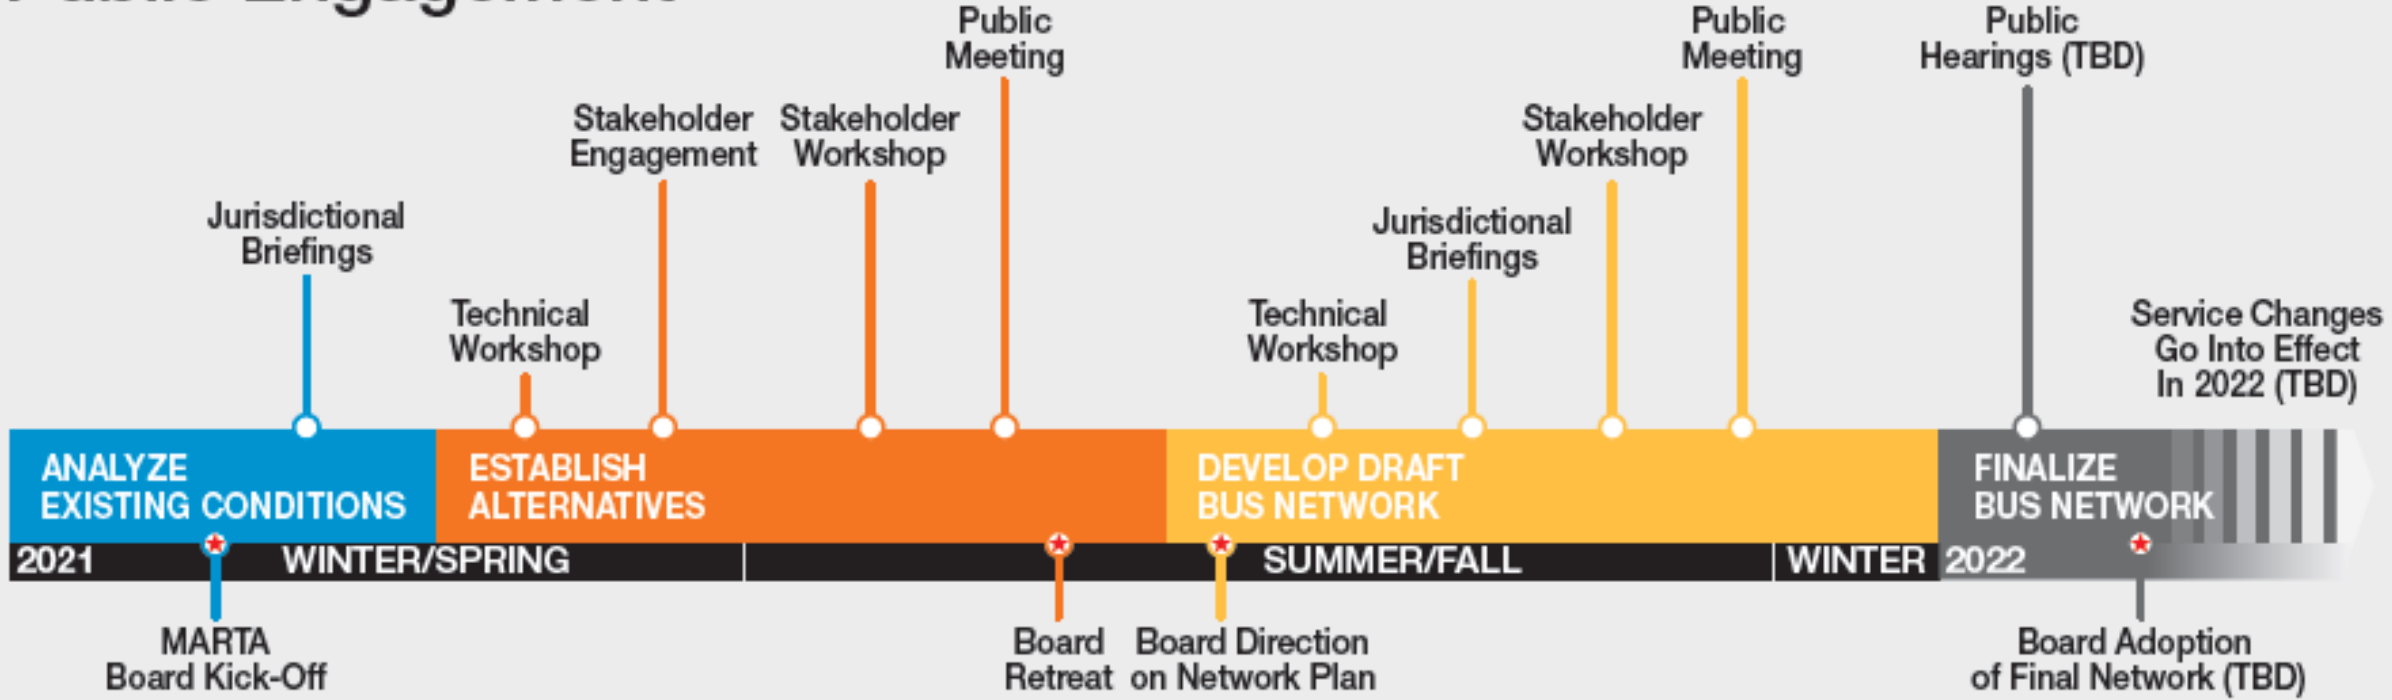 Public Engagement
Public
Meeting
Public
Meeting
Public
Hearings (TBD)
Stakeholder
Engagement
Stakeholder
Workshop
Stakeholder
Workshop
Jurisdictional
Briefings
Jurisdictional
Briefings
Technical
Workshop
Technical
Workshop
Service Changes
Go Into Effect
In 2022 (TBD)
ANALYZE
EXISTING CONDITIONS
ESTABLISH
ALTERNATIVES
DEVELOP DRAFT
BUS NETWORK
FINALIZE
BUS NETWORK
2021 WINTER/SPRING SUMMER/FALL WINTER 2022
MARTA
Board Kick-Off
Board
Retreat
Board Direction
on Network Plan
Board Adoption
of Final Network (TBD)